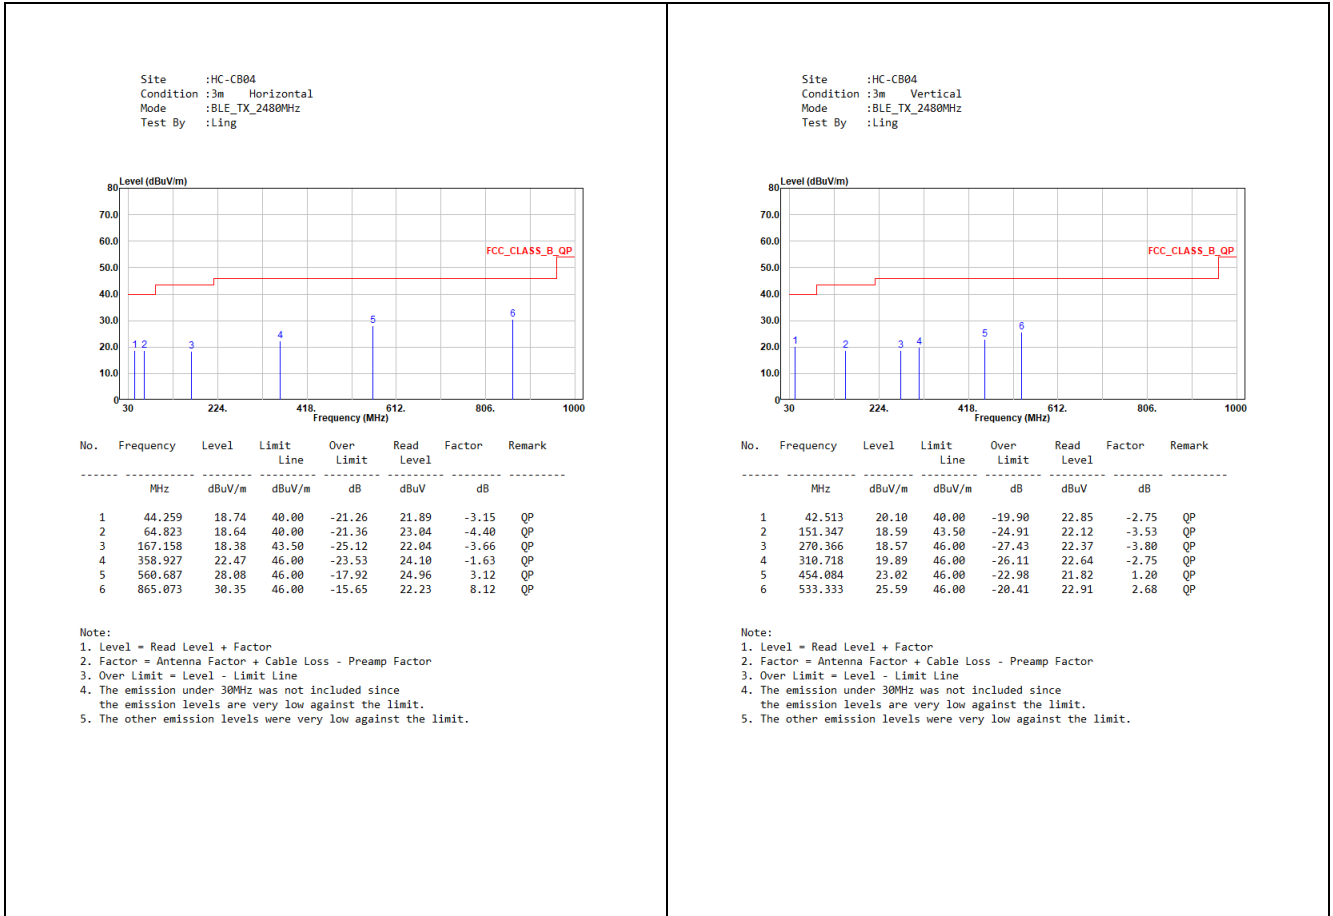 Site      :HC-CB04
Condition :3m    Horizontal
Mode      :BLE_TX_2480MHz
Test By   :Ling
Level (dBuV/m)
80
70.0
60.0
FCC_CLASS_B_QP
50.0
40.0
30.0
20.0
10.0
0
1 2 3 4 5 6
30 224. 418. 612. 806. 1000
Frequency (MHz)
No. Frequency Level Limit Over Read Factor Remark
Line Limit Level
------ ---------- -------- --------- -------- -------- --------- ---------
MHz dBuV/m dBuV/m dB dBuV dB
1 44.259 18.74 40.00 -21.26 21.89 -3.15 QP
2 64.823 18.64 40.00 -21.36 23.04 -4.40 QP
3 167.158 18.38 43.50 -25.12 22.04 -3.66 QP
4 358.927 22.47 46.00 -23.53 24.10 -1.63 QP
5 560.687 28.08 46.00 -17.92 24.96 3.12 QP
6 865.073 30.35 46.00 -15.65 22.23 8.12 QP
Note:
1. Level = Read Level + Factor
2. Factor = Antenna Factor + Cable Loss - Preamp Factor
3. Over Limit = Level - Limit Line
4. The emission under 30MHz was not included since
the emission levels are very low against the limit.
5. The other emission levels were very low against the limit.
Site      :HC-CB04
Condition :3m    Vertical
Mode      :BLE_TX_2480MHz
Test By   :Ling
Level (dBuV/m)
80
70.0
60.0
FCC_CLASS_B_QP
50.0
40.0
30.0
20.0
10.0
0
1 2 3 4 5 6
30 224. 418. 612. 806. 1000
Frequency (MHz)
No. Frequency Level Limit Over Read Factor Remark
Line Limit Level
------ ---------- -------- --------- -------- -------- --------- ---------
MHz dBuV/m dBuV/m dB dBuV dB
1 42.513 20.10 40.00 -19.90 22.85 -2.75 QP
2 151.347 18.59 43.50 -24.91 22.12 -3.53 QP
3 270.366 18.57 46.00 -27.43 22.37 -3.80 QP
4 310.718 19.89 46.00 -26.11 22.64 -2.75 QP
5 454.084 23.02 46.00 -22.98 21.82 1.20 QP
6 533.333 25.59 46.00 -20.41 22.91 2.68 QP
Note:
1. Level = Read Level + Factor
2. Factor = Antenna Factor + Cable Loss - Preamp Factor
3. Over Limit = Level - Limit Line
4. The emission under 30MHz was not included since
the emission levels are very low against the limit.
5. The other emission levels were very low against the limit.